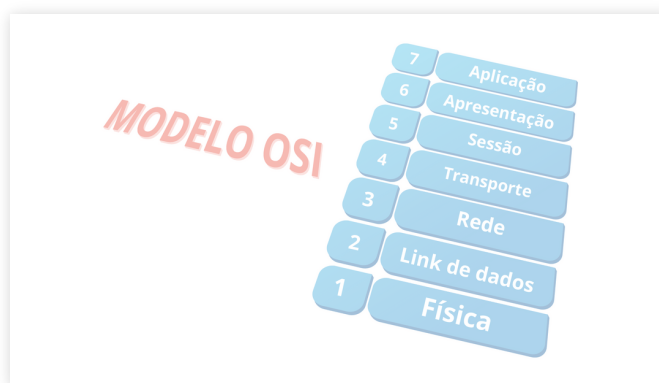 MODELO OSI
7 Aplicação
6 Apresentação
5 Sessão
4 Transporte
3 Rede
2 Link de dados
1 Física